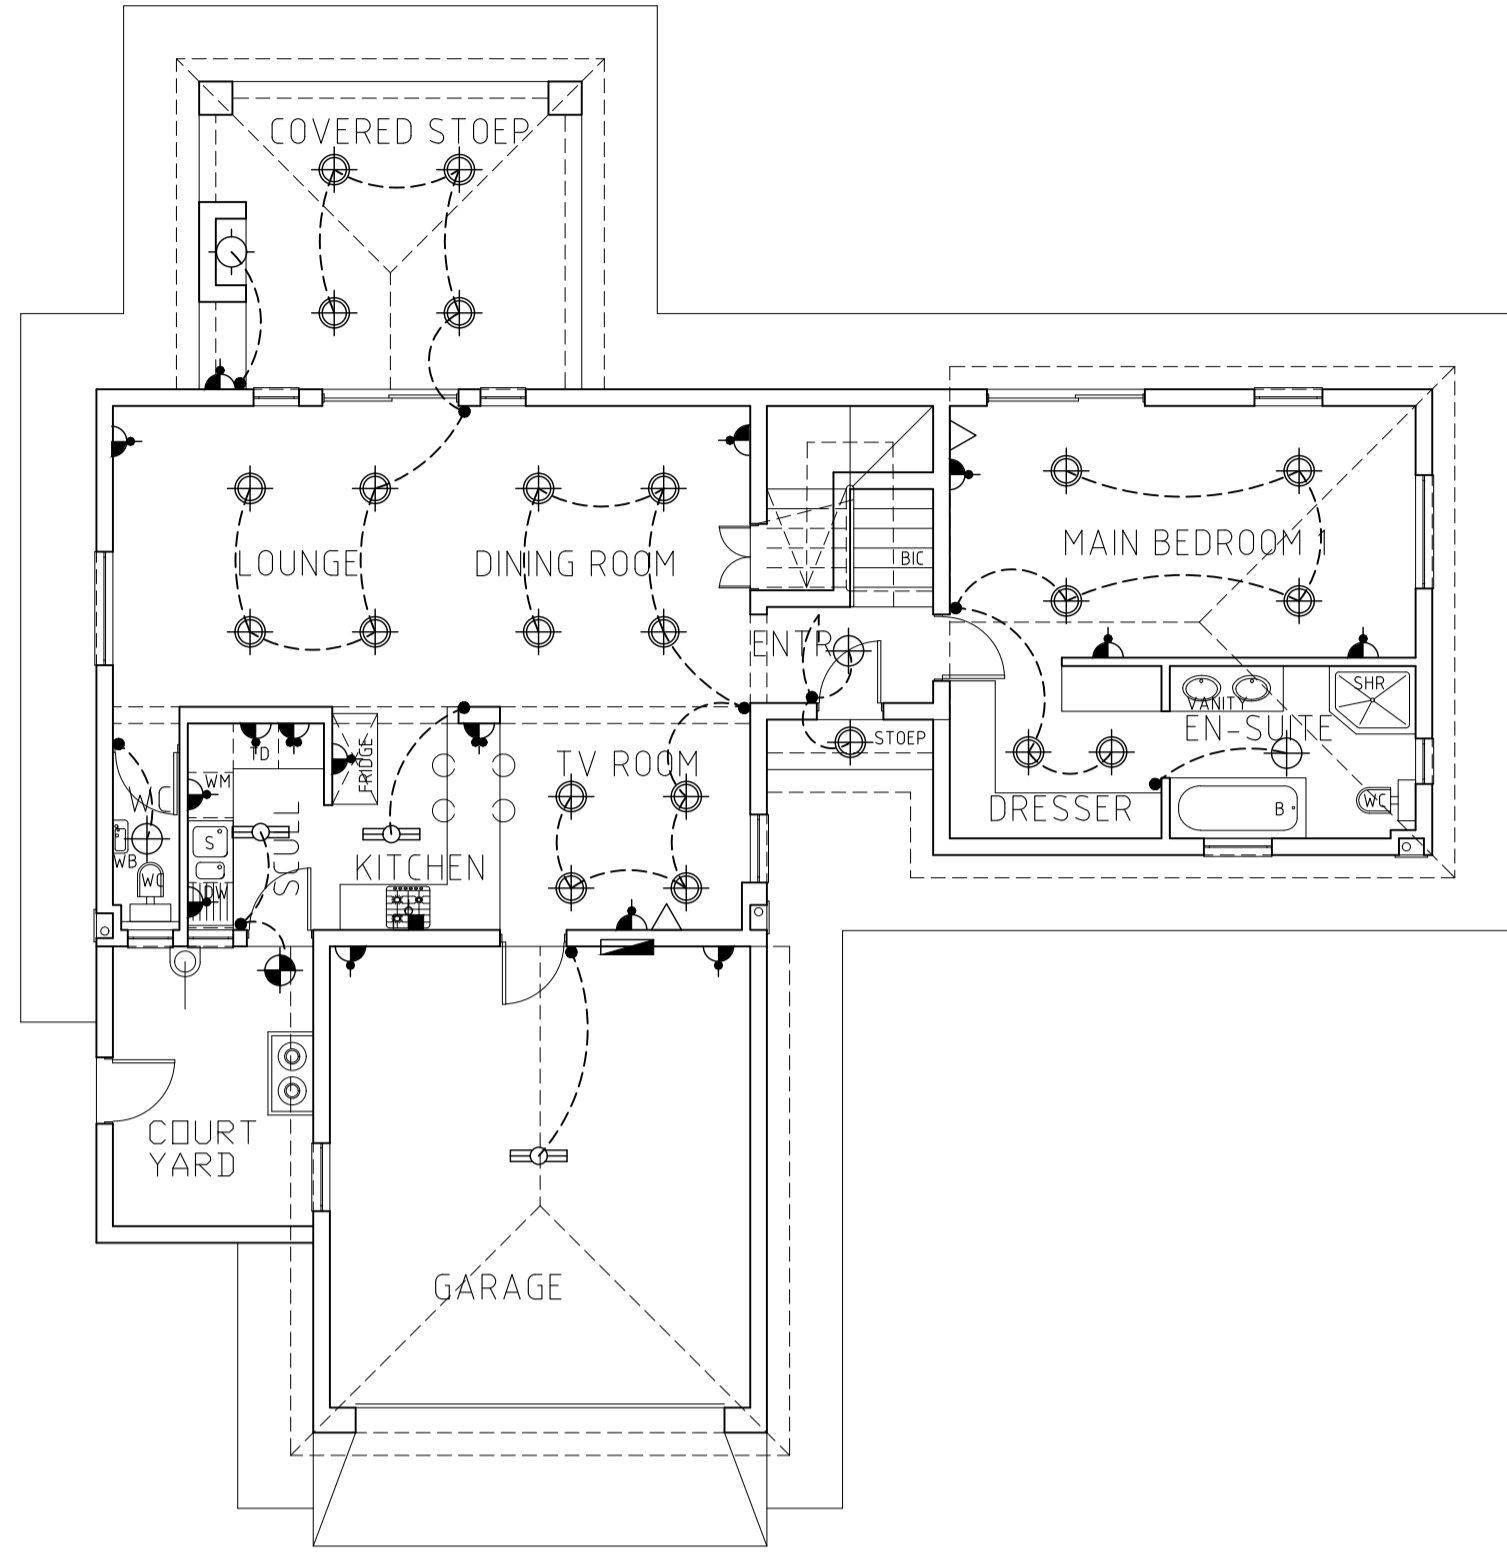 COVERED STOEP
LOUNGE
DINING ROOM
BIC
MAIN BEDROOM 1
ENTR
STOEP
VANITY
SHR
EN-SUITE
TV ROOM
FRIDGE
TD
WM
WC
S
SCULL
WB
WC
DW
KITCHEN
DRESSER
B
WC
COURT
YARD
GARAGE